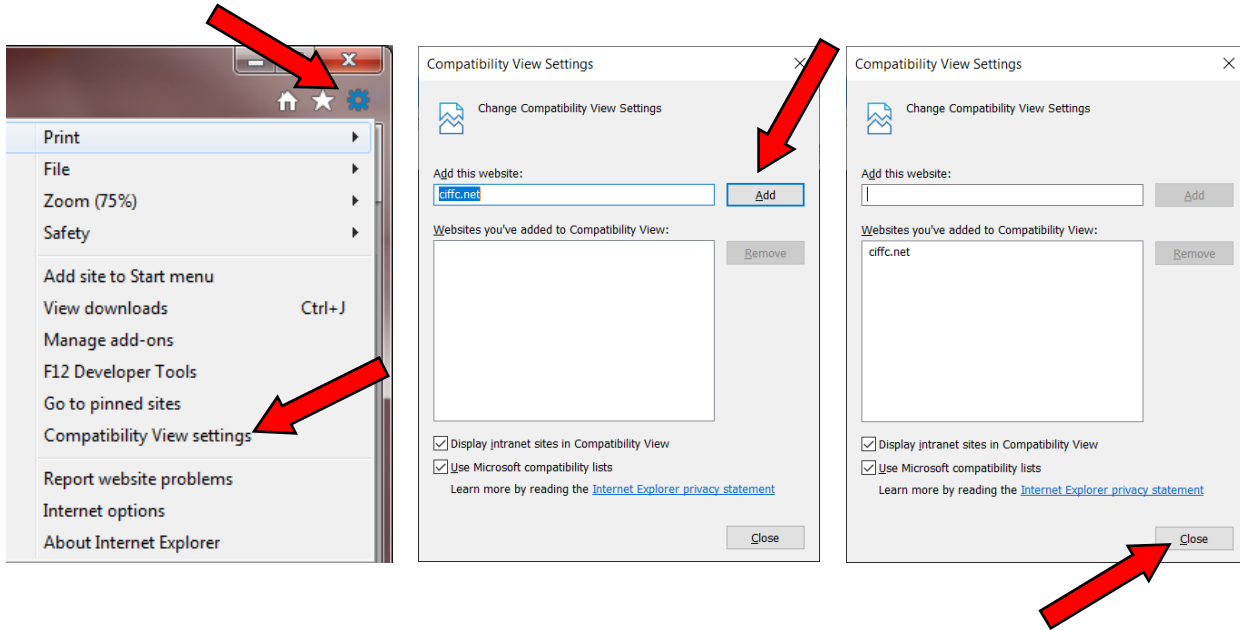 Print
File
Zoom (75%)
Safety
Add site to Start menu
View downloads Ctrl+J
Manage add-ons
F12 Developer Tools
Go to pinned sites
Compatibility View settings
Report website problems
Internet options
About Internet Explorer
Compatibility View Settings
Change Compatibility View Settings
Add this website:
ciffc.net Add
Websites you've added to Compatibility View:
Remove
Display intranet sites in Compatibility View
Use Microsoft compatibility lists
Learn more by reading the Internet Explorer privacy statement
Close
Compatibility View Settings
Change Compatibility View Settings
Add this website:
Add
Websites you've added to Compatibility View:
ciffc.net Remove
Display intranet sites in Compatibility View
Use Microsoft compatibility lists
Learn more by reading the Internet Explorer privacy statement
Close